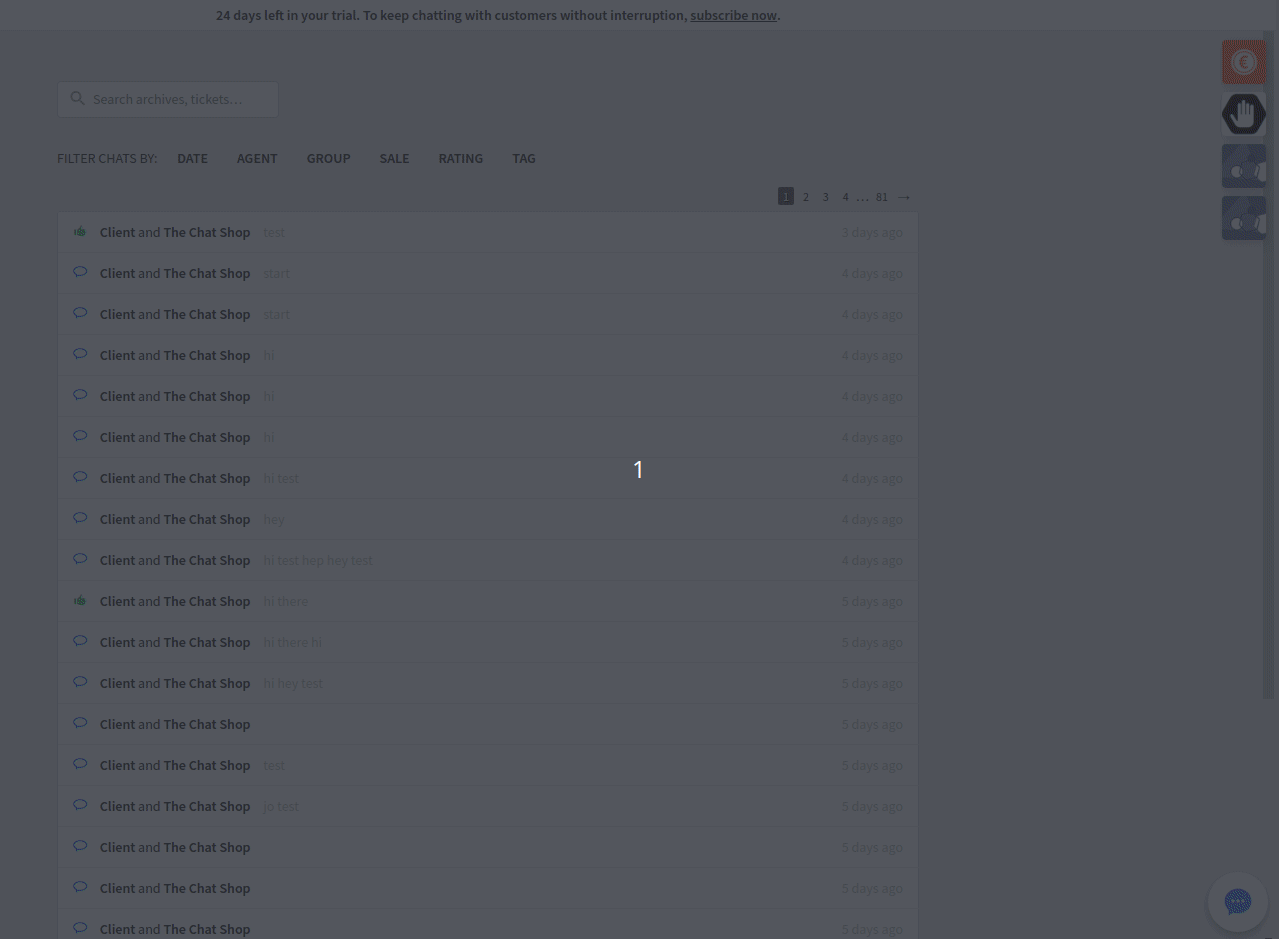 24 days left in your trial. To keep chatting with customers without interruption, subscribe now.
€
Search archives, tickets...
FILTER CHATS BY: DATE AGENT GROUP SALE RATING TAG
1 2 3 4 ... 81 →
Client and The Chat Shop test 3 days ago
Client and The Chat Shop start 4 days ago
Client and The Chat Shop start 4 days ago
Client and The Chat Shop hi 4 days ago
Client and The Chat Shop hi 4 days ago
Client and The Chat Shop hi 4 days ago
1
Client and The Chat Shop hi test 4 days ago
Client and The Chat Shop hey 4 days ago
Client and The Chat Shop hi test hep hey test 4 days ago
Client and The Chat Shop hi there 5 days ago
Client and The Chat Shop hi there hi 5 days ago
Client and The Chat Shop hi hey test 5 days ago
Client and The Chat Shop 5 days ago
Client and The Chat Shop test 5 days ago
Client and The Chat Shop jo test 5 days ago
Client and The Chat Shop 5 days ago
Client and The Chat Shop 5 days ago
Client and The Chat Shop 5 days ago